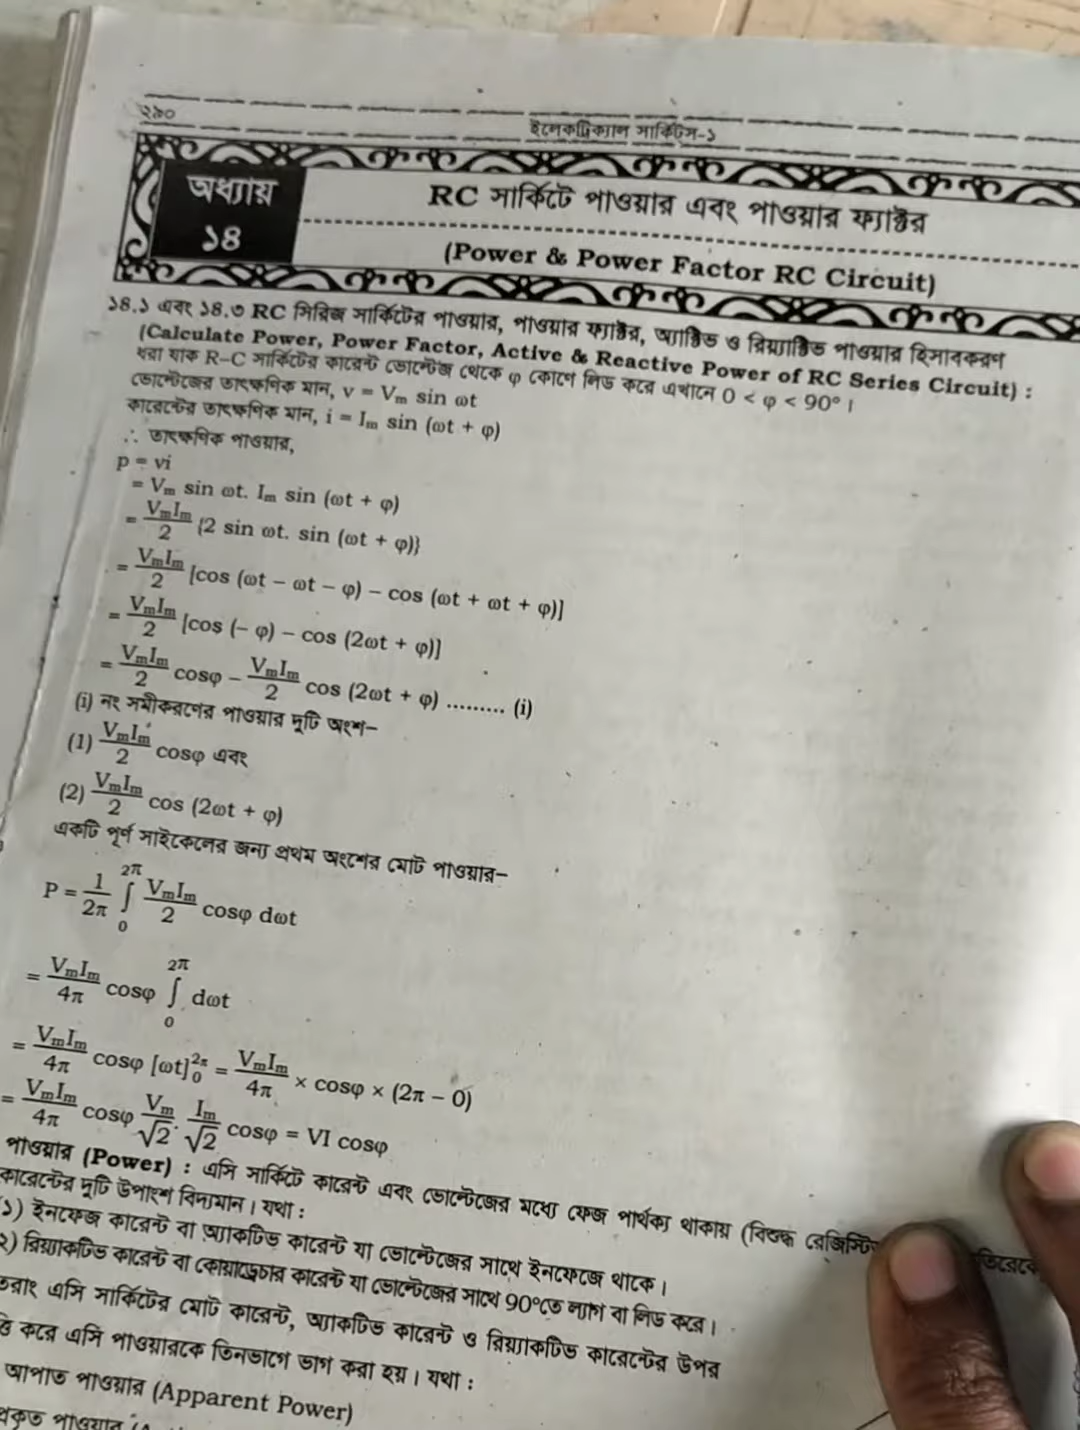 ২৯০
ইলেকট্রিক্যাল সার্কিটস-১
অধ্যায়
১৪
RC সার্কিটে পাওয়ার এবং পাওয়ার ফ্যাক্টর
(Power & Power Factor RC Circuit)
১৪.১ এবং ১৪.৩ RC সিরিজ সার্কিটের পাওয়ার, পাওয়ার ফ্যাক্টর, অ্যাক্টিভ ও রিয়্যাক্টিভ পাওয়ার হিসাবকরণ
(Calculate Power, Power Factor, Active & Reactive Power of RC Series Circuit) :
ধরা যাক R–C সার্কিটের কারেন্ট ভোল্টেজ থেকে φ কোণে লিড করে এখানে 0 < φ < 90° ।
ভোল্টেজের তাৎক্ষণিক মান, v = Vm sin ωt
কারেন্টের তাৎক্ষণিক মান, i = Im sin (ωt + φ)
∴ তাৎক্ষণিক পাওয়ার,
p = vi
= Vm sin ωt. Im sin (ωt + φ)
= VmIm/2 {2 sin ωt. sin (ωt + φ)}
= VmIm/2 [cos (ωt – ωt – φ) – cos (ωt + ωt + φ)]
= VmIm/2 [cos (– φ) – cos (2ωt + φ)]
= VmIm/2 cosφ – VmIm/2 cos (2ωt + φ) ......... (i)
(i) নং সমীকরণের পাওয়ার দুটি অংশ–
(1) VmIm/2 cosφ এবং
(2) VmIm/2 cos (2ωt + φ)
একটি পূর্ণ সাইকেলের জন্য প্রথম অংশের মোট পাওয়ার–
P = 1/2π ∫₀^2π VmIm/2 cosφ dωt
= VmIm/4π cosφ ∫₀^2π dωt
= VmIm/4π cosφ [ωt]₀^2π = VmIm/4π × cosφ × (2π – 0)
= VmIm/4π cosφ Vm/√2 . Im/√2 cosφ = VI cosφ
পাওয়ার (Power) : এসি সার্কিটে কারেন্ট এবং ভোল্টেজের মধ্যে ফেজ পার্থক্য থাকায় (বিশুদ্ধ
কারেন্টের দুটি উপাংশ বিদ্যমান। যথা :
১) ইনফেজ কারেন্ট বা অ্যাকটিভ কারেন্ট যা ভোল্টেজের সাথে ইনফেজে থাকে।
২) রিয়্যাকটিভ কারেন্ট বা কোয়াড্রেচার কারেন্ট যা ভোল্টেজের সাথে 90°তে ল্যাগ বা লিড করে।
এসি সার্কিটের মোট কারেন্ট, অ্যাকটিভ কারেন্ট ও রিয়্যাকটিভ কারেন্টের উপর
করে এসি পাওয়ারকে তিনভাগে ভাগ করা হয়। যথা :
আপাত পাওয়ার (Apparent Power)
পাওয়ার